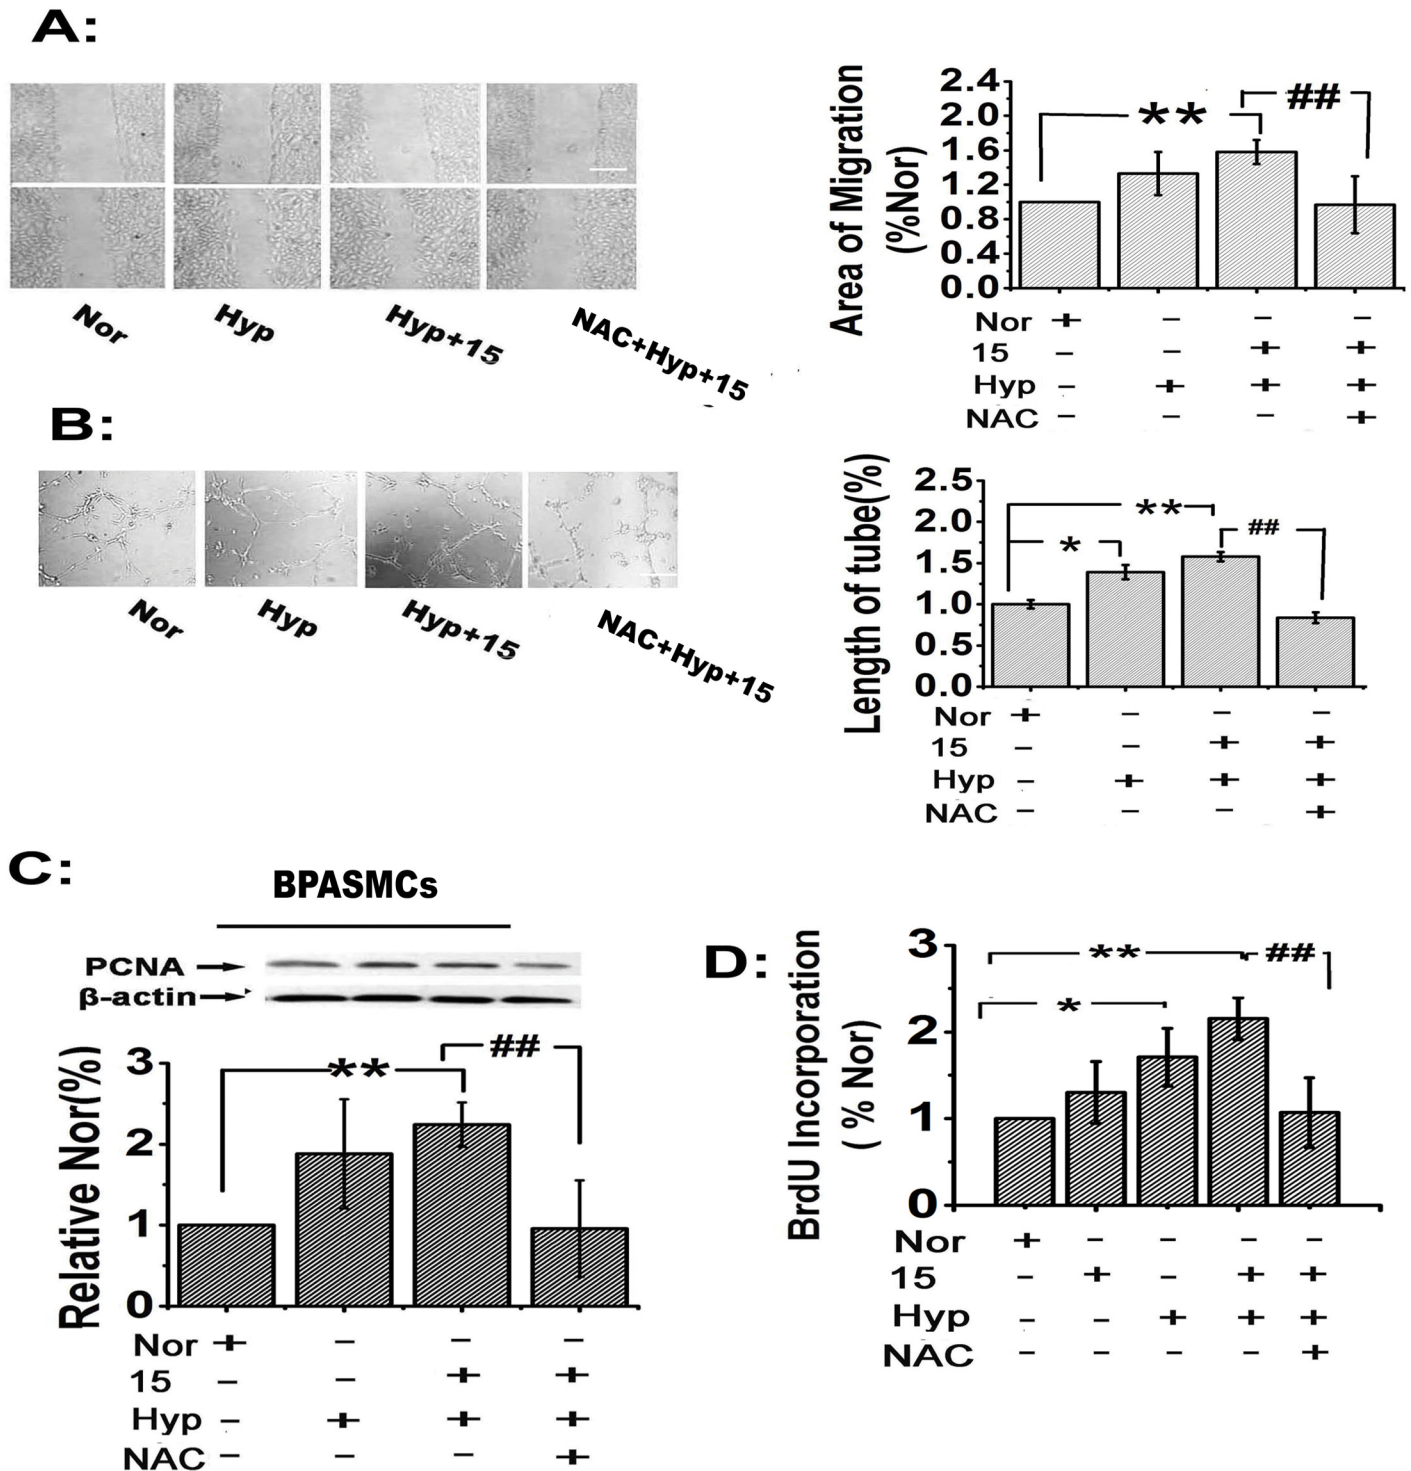 A:
Nor
Hyp
Hyp+15
NAC+Hyp+15
Area of Migration
(%Nor)
2.4
2.0
1.6
1.2
0.8
0.4
0.0
** ##
Nor + − − −
15 − − + +
Hyp − + + +
NAC − − − +
B:
Nor
Hyp
Hyp+15
NAC+Hyp+15
Length of tube(%)
2.5
2.0
1.5
1.0
0.5
0.0
**
* ##
Nor + − − −
15 − − + +
Hyp − + + +
NAC − − − +
C:
BPASMCs
PCNA
β-actin
Relative Nor(%)
3
2
1
0
** ##
Nor + − − −
15 − − + +
Hyp − + + +
NAC − − − +
D:
BrdU Incorporation
( % Nor)
3
2
1
0
** ##
*
Nor + − − − −
15 − + − + +
Hyp − − + + +
NAC − − − − +